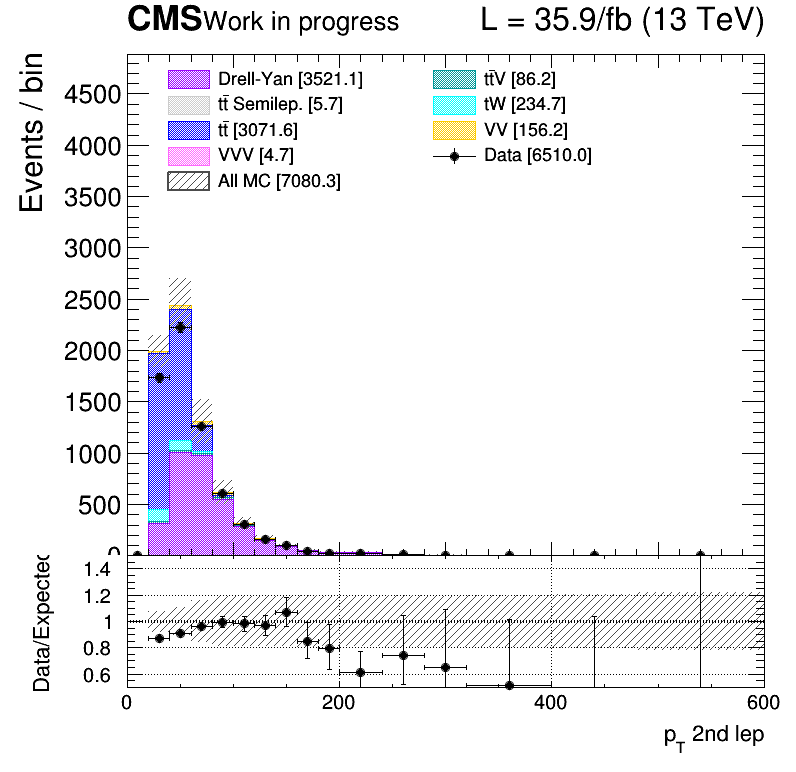 CMS Work in progress L = 35.9/fb (13 TeV)
Events / bin
Drell-Yan [3521.1]
tt̄ Semilep. [5.7]
tt̄ [3071.6]
VVV [4.7]
All MC [7080.3]
tt̄V [86.2]
tW [234.7]
VV [156.2]
Data [6510.0]
4500
4000
3500
3000
2500
2000
1500
1000
500
0
Data/Expected
1.4
1.2
1
0.8
0.6
0 200 400 600
p_T 2nd lep